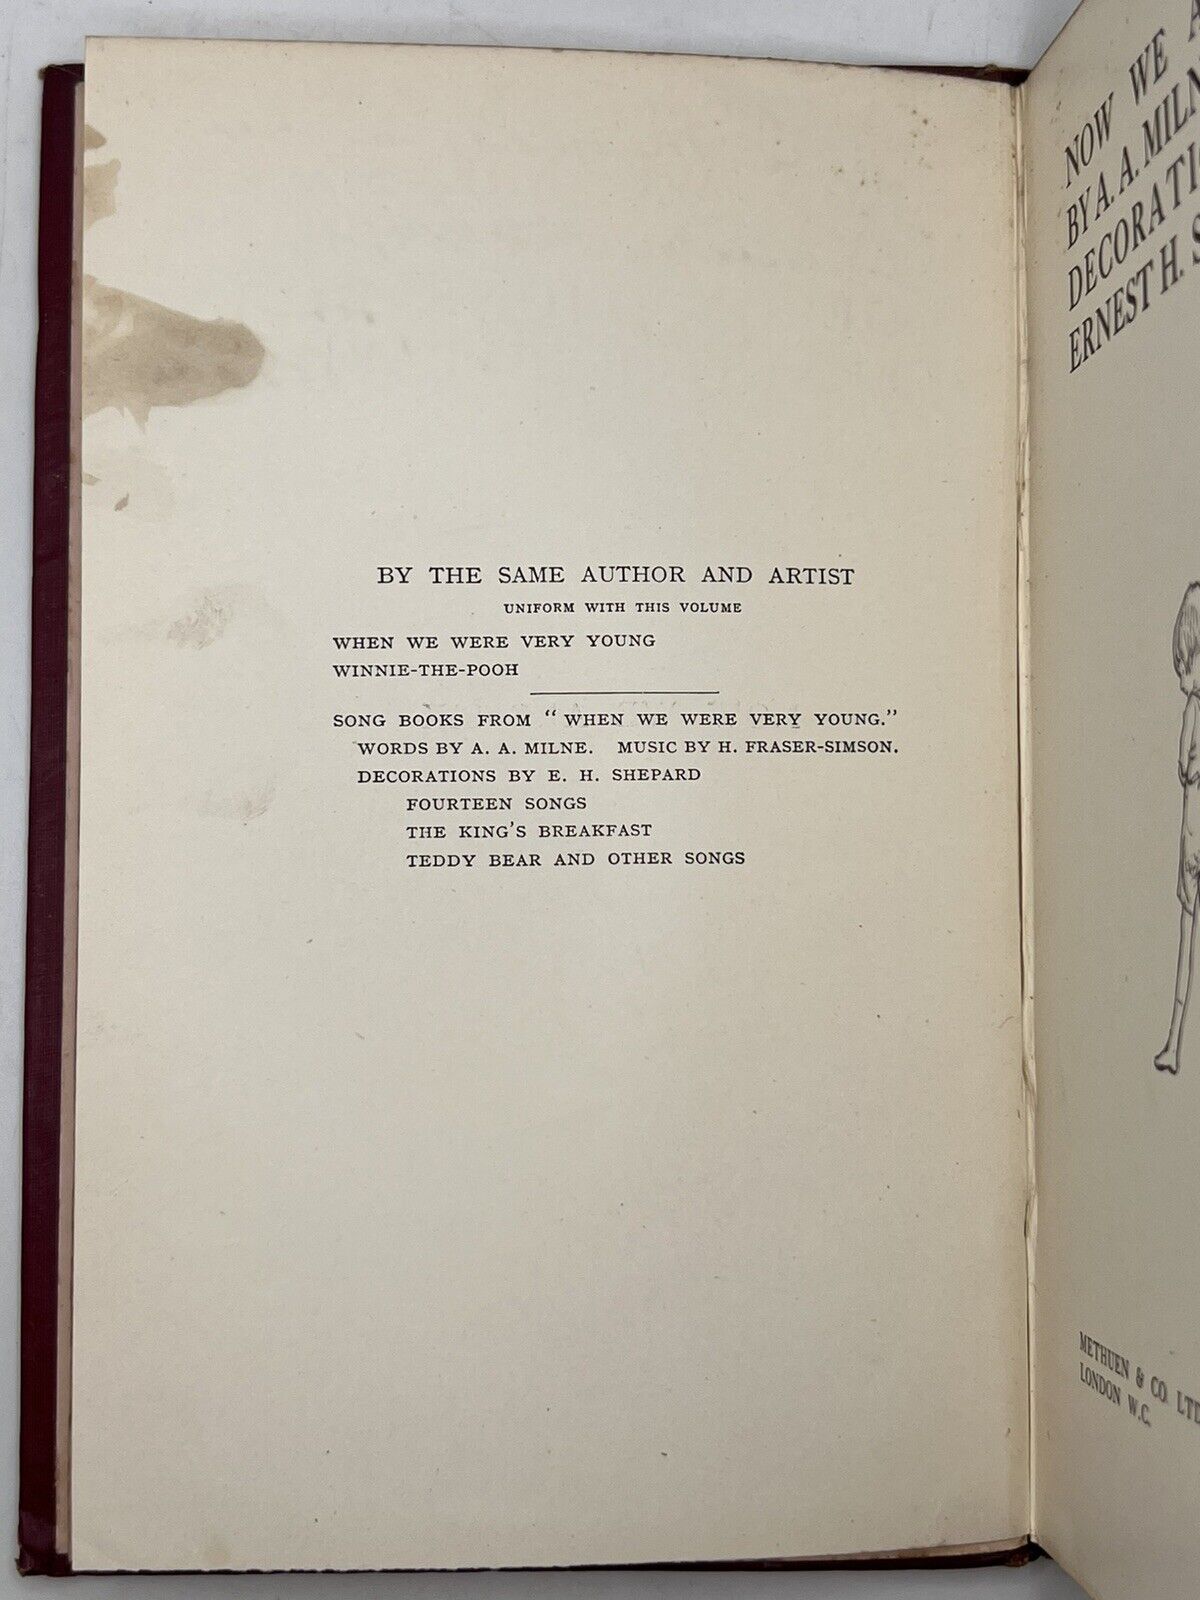 BY THE SAME AUTHOR AND ARTIST
UNIFORM WITH THIS VOLUME
WHEN WE WERE VERY YOUNG
WINNIE-THE-POOH
SONG BOOKS FROM "WHEN WE WERE VERY YOUNG."
WORDS BY A. A. MILNE. MUSIC BY H. FRASER-SIMSON.
DECORATIONS BY E. H. SHEPARD
FOURTEEN SONGS
THE KING'S BREAKFAST
TEDDY BEAR AND OTHER SONGS
NOW WE
BY A. A. MILN
DECORATI
ERNEST H. S
METHUEN & CO. LTD
LONDON W.C.